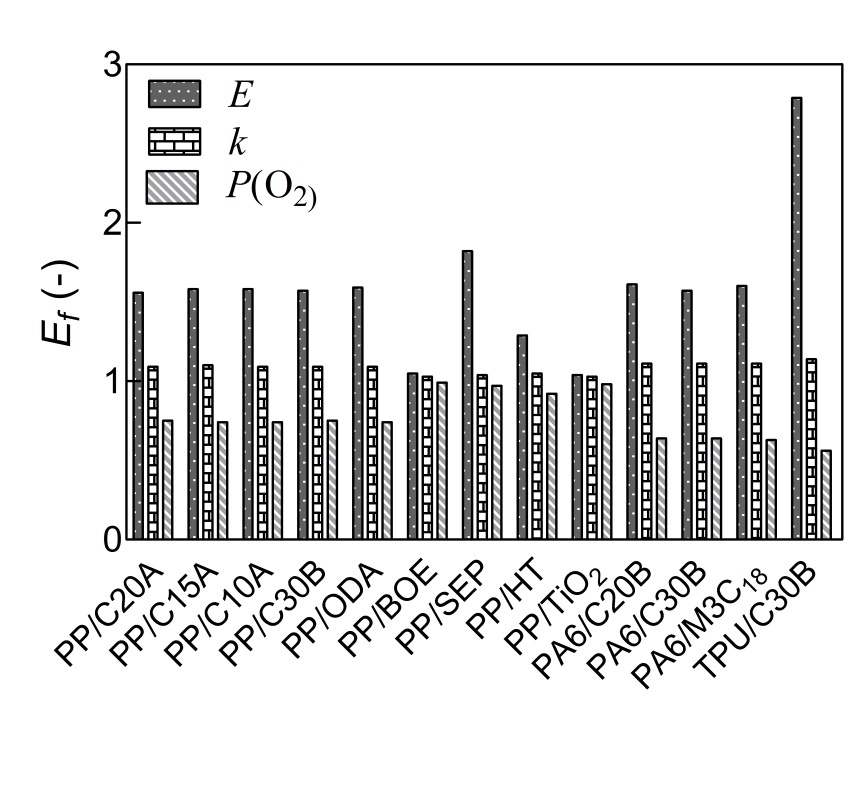 3
E
k
P(O₂)
2
E_f (-)
1
0
PP/C20A
PP/C15A
PP/C10A
PP/C30B
PP/ODA
PP/BOE
PP/SEP
PP/HT
PP/TiO₂
PA6/C20B
PA6/C30B
PA6/M3C₁₈
TPU/C30B